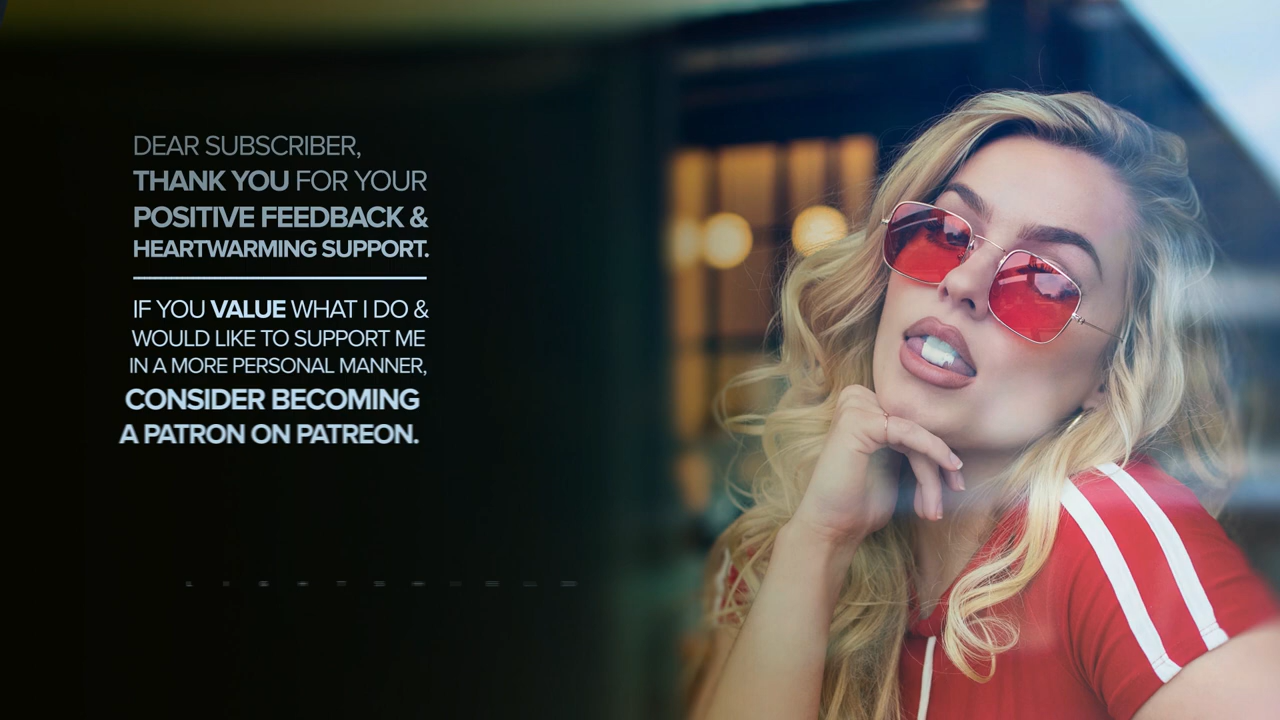 DEAR SUBSCRIBER,
THANK YOU FOR YOUR
POSITIVE FEEDBACK &
HEARTWARMING SUPPORT.
IF YOU VALUE WHAT I DO &
WOULD LIKE TO SUPPORT ME
IN A MORE PERSONAL MANNER,
CONSIDER BECOMING
A PATRON ON PATREON.